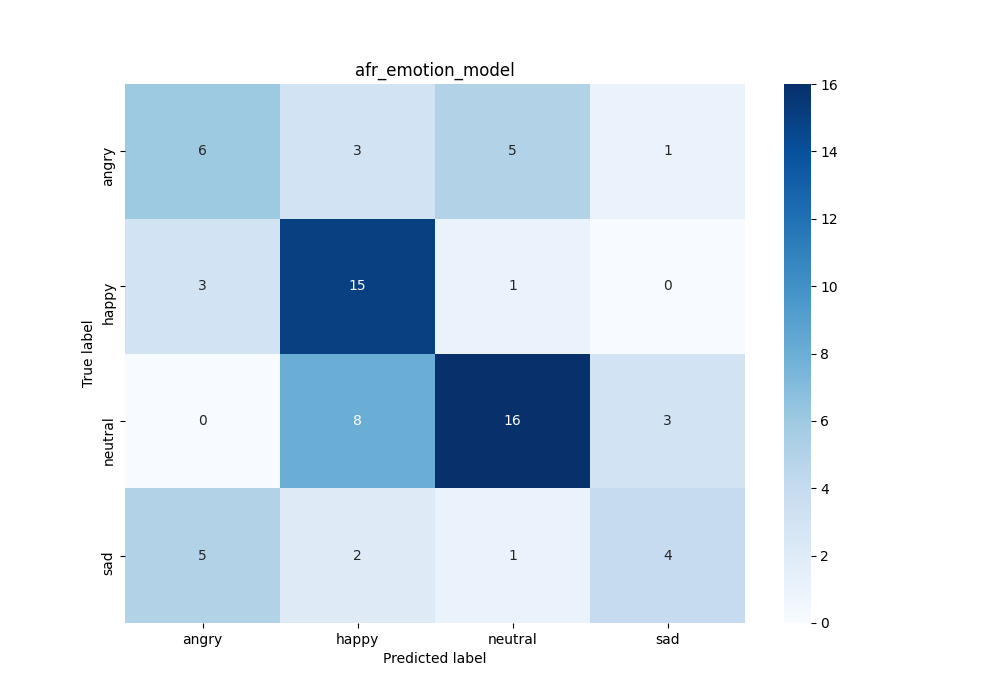 afr_emotion_model
True label
angry 6 3 5 1
happy 3 15 1 0
neutral 0 8 16 3
sad 5 2 1 4
angry happy neutral sad
Predicted label
16
14
12
10
8
6
4
2
0